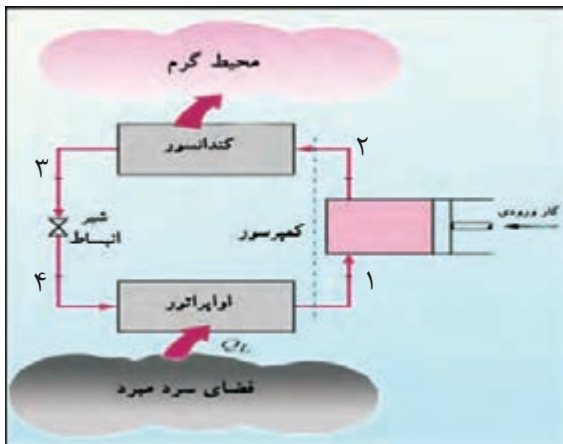 محیط گرم
کندانسور
۲
۳
شیر
انبساط
کمپرسور
کار ورودی
۴
۱
اواپراتور
QL
فضای سرد مبرد